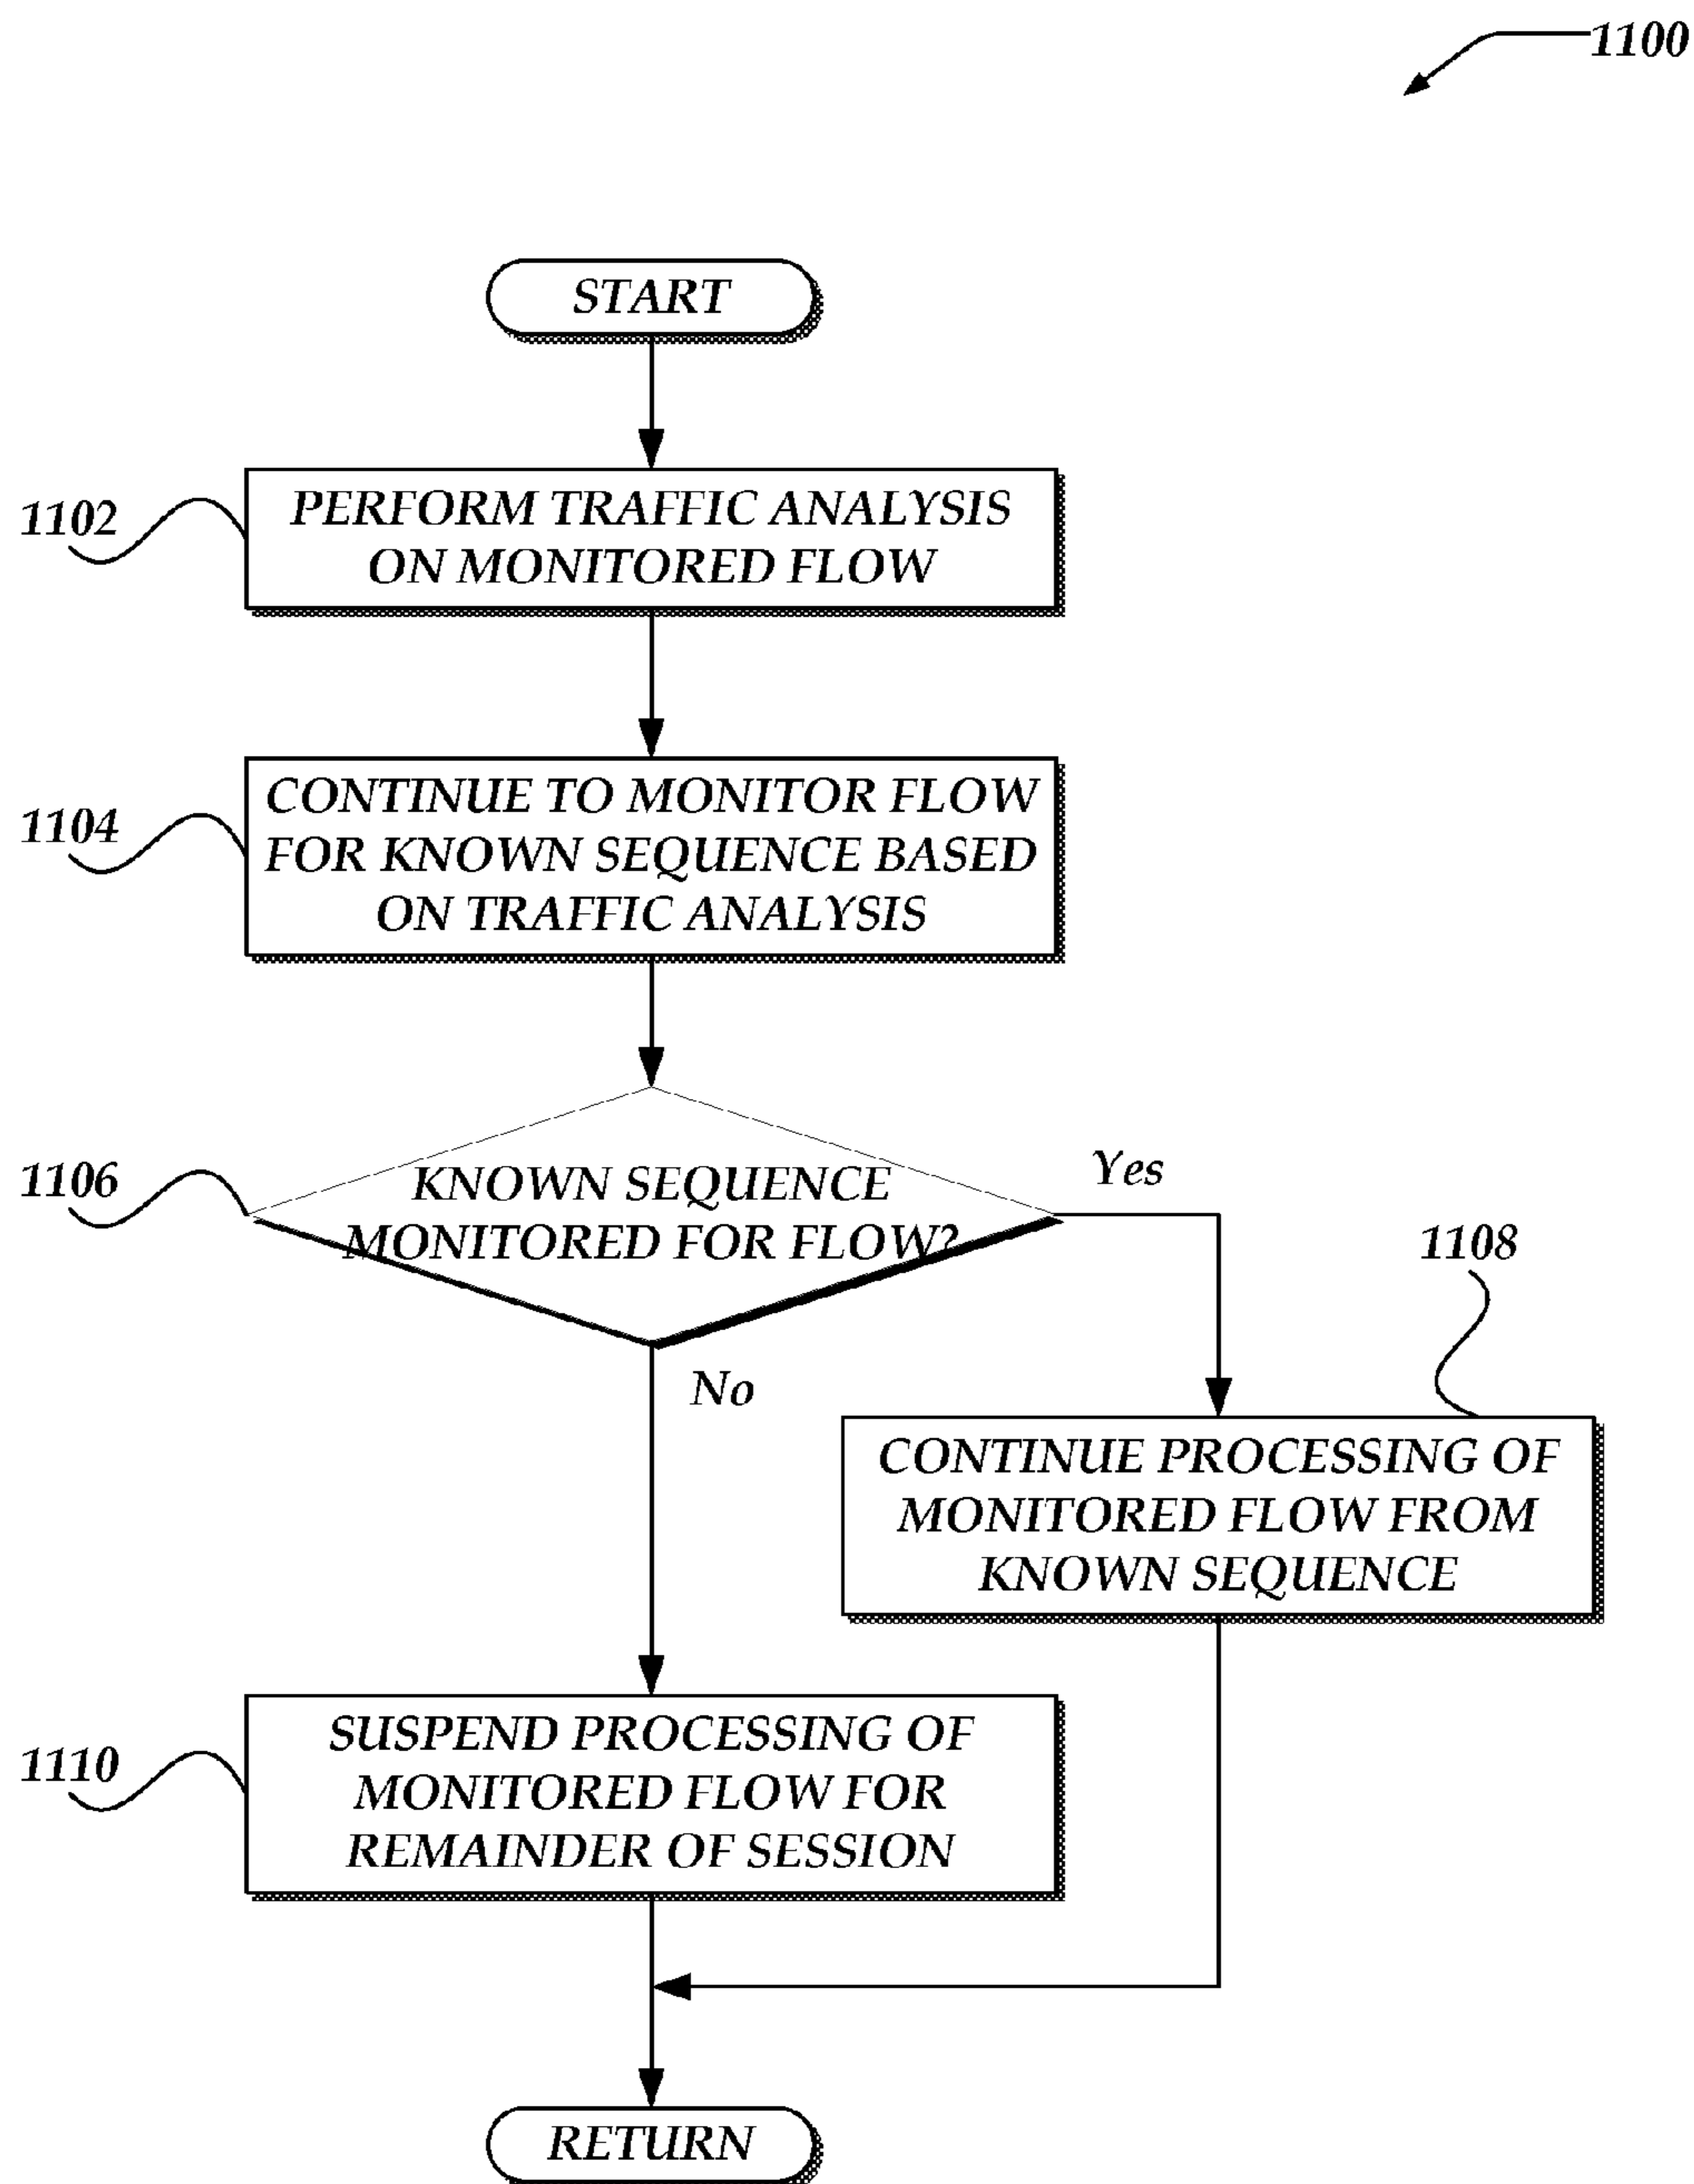 1100
START
1102
PERFORM TRAFFIC ANALYSIS
ON MONITORED FLOW
1104
CONTINUE TO MONITOR FLOW
FOR KNOWN SEQUENCE BASED
ON TRAFFIC ANALYSIS
1106
KNOWN SEQUENCE
MONITORED FOR FLOW?
Yes
No
1108
CONTINUE PROCESSING OF
MONITORED FLOW FROM
KNOWN SEQUENCE
1110
SUSPEND PROCESSING OF
MONITORED FLOW FOR
REMAINDER OF SESSION
RETURN